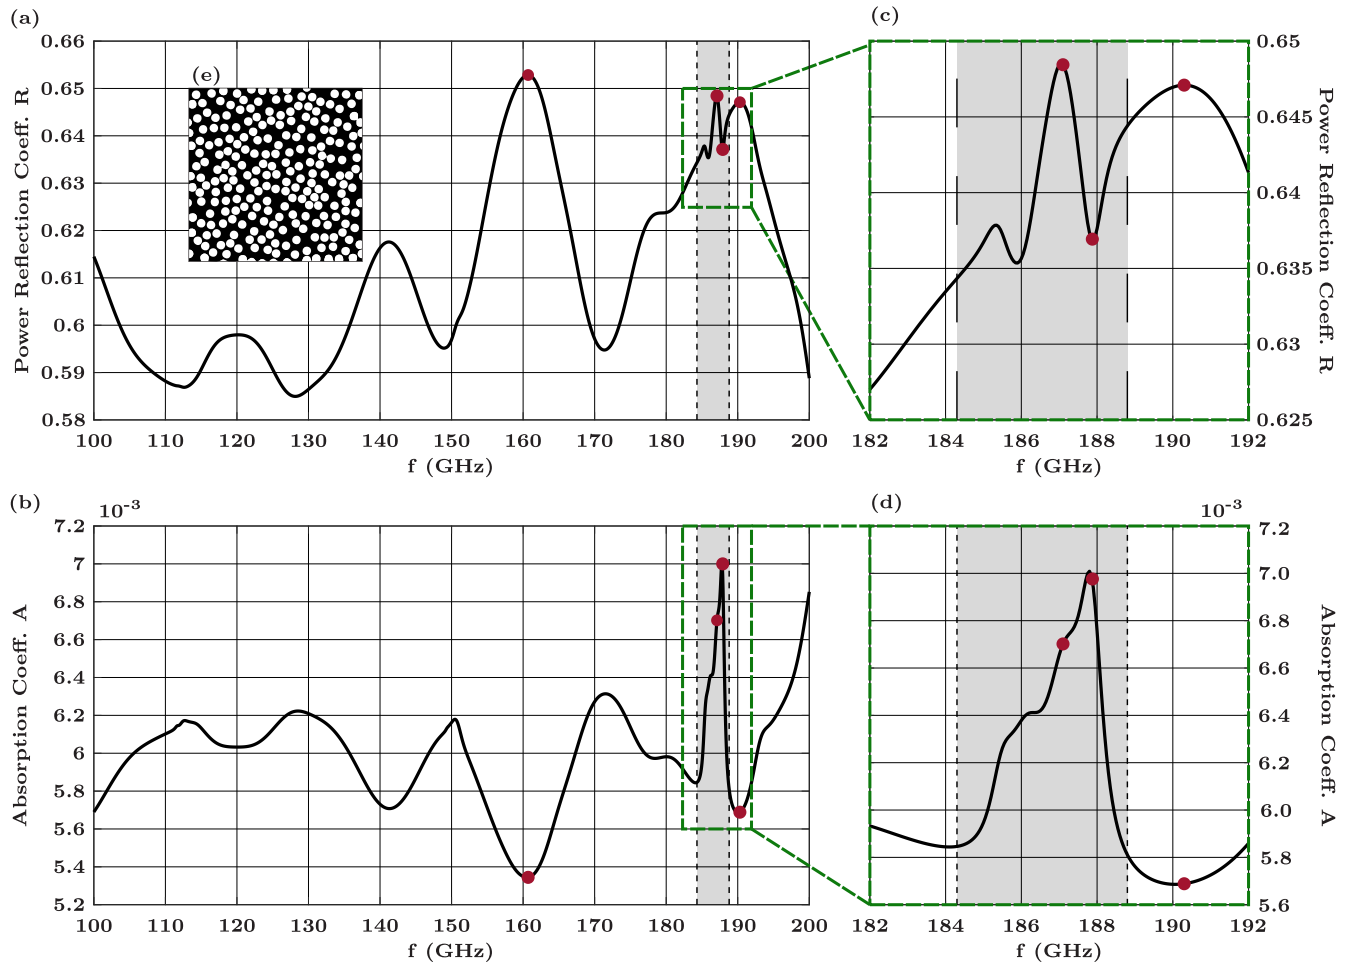 (a)
0.66
0.65
0.64
0.63
0.62
0.61
0.6
0.59
0.58
Power Reflection Coeff. R
(e)
100 110 120 130 140 150 160 170 180 190 200
f (GHz)
(c)
0.65
0.645
0.64
0.635
0.63
0.625
Power Reflection Coeff. R
182 184 186 188 190 192
f (GHz)
(b)
10-3
7.2
7
6.8
6.6
6.4
6.2
6
5.8
5.6
5.4
5.2
Absorption Coeff. A
100 110 120 130 140 150 160 170 180 190 200
f (GHz)
(d)
10-3
7.2
7.0
6.8
6.6
6.4
6.2
6.0
5.8
5.6
Absorption Coeff. A
182 184 186 188 190 192
f (GHz)